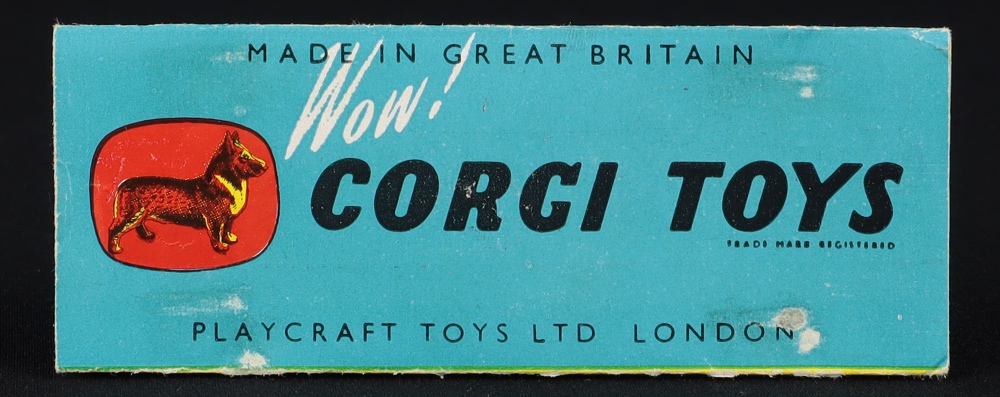 MADE IN GREAT BRITAIN
Wow!
CORGI TOYS
TRADE MARK REGISTERED
PLAYCRAFT TOYS LTD LONDON